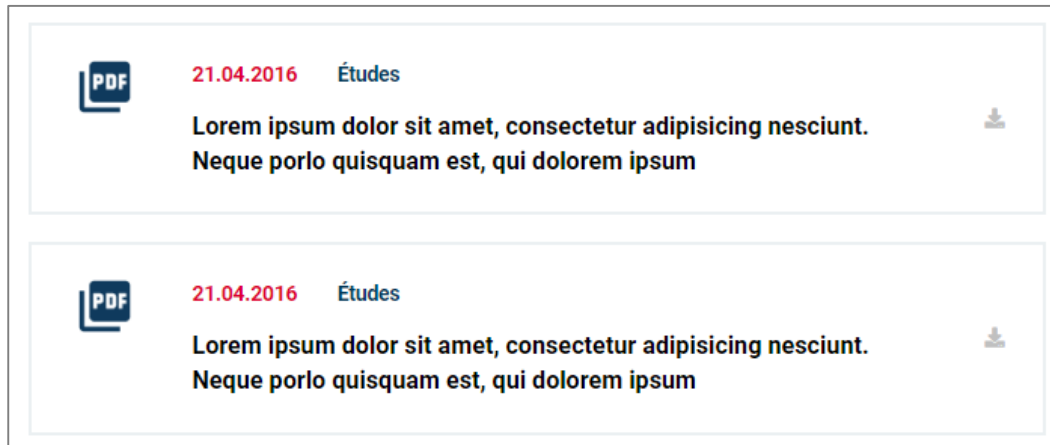 PDF
21.04.2016 Études
Lorem ipsum dolor sit amet, consectetur adipisicing nesciunt.
Neque porlo quisquam est, qui dolorem ipsum
PDF
21.04.2016 Études
Lorem ipsum dolor sit amet, consectetur adipisicing nesciunt.
Neque porlo quisquam est, qui dolorem ipsum